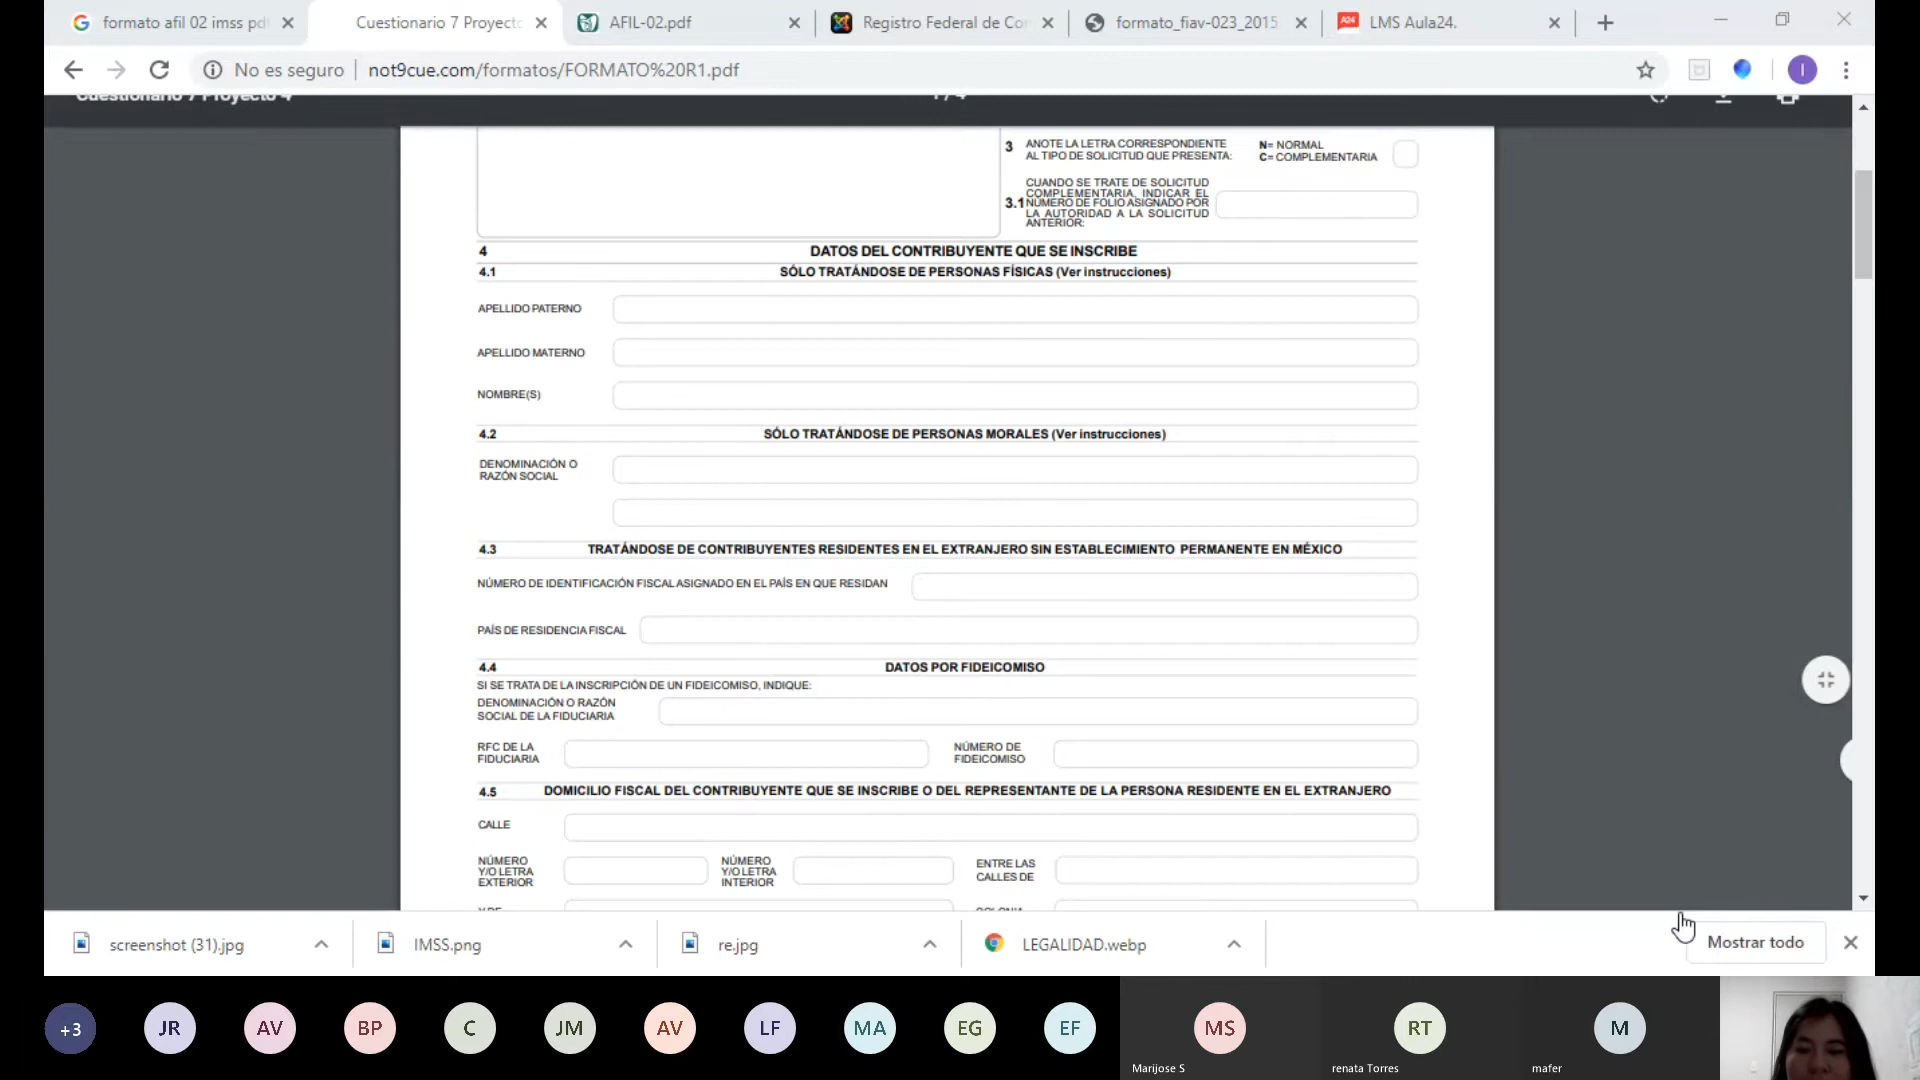 formato afil 02 imss pd
Cuestionario 7 Proyecto
AFIL-02.pdf
Registro Federal de Co
formato_fiav-023_2015
LMS Aula24.
No es seguro
not9cue.com/formatos/FORMATO%20R1.pdf
I
Cuestionario 7 Proyecto 4
1 / 4
3 ANOTE LA LETRA CORRESPONDIENTE
AL TIPO DE SOLICITUD QUE PRESENTA:
N= NORMAL
C= COMPLEMENTARIA
CUANDO SE TRATE DE SOLICITUD
COMPLEMENTARIA, INDICAR EL
3.1 NÚMERO DE FOLIO ASIGNADO POR
LA AUTORIDAD A LA SOLICITUD
ANTERIOR:
4 DATOS DEL CONTRIBUYENTE QUE SE INSCRIBE
4.1 SÓLO TRATÁNDOSE DE PERSONAS FÍSICAS (Ver instrucciones)
APELLIDO PATERNO
APELLIDO MATERNO
NOMBRE(S)
4.2 SÓLO TRATÁNDOSE DE PERSONAS MORALES (Ver instrucciones)
DENOMINACIÓN O
RAZÓN SOCIAL
4.3 TRATÁNDOSE DE CONTRIBUYENTES RESIDENTES EN EL EXTRANJERO SIN ESTABLECIMIENTO PERMANENTE EN MÉXICO
NÚMERO DE IDENTIFICACIÓN FISCAL ASIGNADO EN EL PAÍS EN QUE RESIDAN
PAÍS DE RESIDENCIA FISCAL
4.4 DATOS POR FIDEICOMISO
SI SE TRATA DE LA INSCRIPCIÓN DE UN FIDEICOMISO, INDIQUE:
DENOMINACIÓN O RAZÓN
SOCIAL DE LA FIDUCIARIA
RFC DE LA
FIDUCIARIA
NÚMERO DE
FIDEICOMISO
4.5 DOMICILIO FISCAL DEL CONTRIBUYENTE QUE SE INSCRIBE O DEL REPRESENTANTE DE LA PERSONA RESIDENTE EN EL EXTRANJERO
CALLE
NÚMERO
Y/O LETRA
EXTERIOR
NÚMERO
Y/O LETRA
INTERIOR
ENTRE LAS
CALLES DE
Y DE
COLONIA
screenshot (31).jpg
IMSS.png
re.jpg
LEGALIDAD.webp
Mostrar todo
+3
JR
AV
BP
C
JM
AV
LF
MA
EG
EF
MS
RT
M
Marijose S
renata Torres
mafer